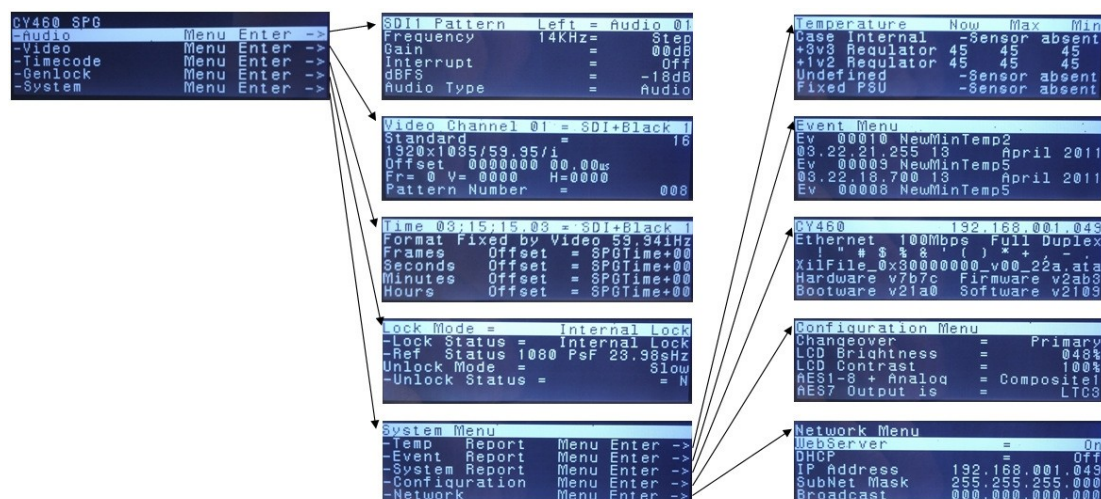 CY460 SPG
-Audio Menu Enter ->
-Video Menu Enter ->
-Timecode Menu Enter ->
-Genlock Menu Enter ->
-System Menu Enter ->
SDI1 Pattern Left = Audio 01
Frequency 14KHz= Step
Gain = 00dB
Interrupt = Off
dBFS = -18dB
Audio Type = Audio
Video Channel 01 = SDI+Black 1
Standard = 16
1920x1035/59.95/i
Offset 0000000 00.00us
Fr= 0 V= 0000 H=0000
Pattern Number = 008
Time 03;15;15.03 = SDI+Black 1
Format Fixed by Video 59.94iHz
Frames Offset = SPGTime+00
Seconds Offset = SPGTime+00
Minutes Offset = SPGTime+00
Hours Offset = SPGTime+00
Lock Mode = Internal Lock
-Lock Status = Internal Lock
-Ref Status 1080 PsF 23.98sHz
Unlock Mode = Slow
-Unlock Status = = N
System Menu
-Temp Report Menu Enter ->
-Event Report Menu Enter ->
-System Report Menu Enter ->
-Configuration Menu Enter ->
-Network Menu Enter ->
Temperature Now Max Min
Case Internal -Sensor absent
+3v3 Regulator 45 45 45
+1v2 Regulator 45 45 45
Undefined -Sensor absent
Fixed PSU -Sensor absent
Event Menu
Ev 00010 NewMinTemp2
03.22.21.255 13 April 2011
Ev 00009 NewMinTemp5
03.22.18.700 13 April 2011
Ev 00008 NewMinTemp5
CY460 192.168.001.049
Ethernet 100Mbps Full Duplex
! " # $ % & ' ( ) * + , - .
XilFile_0x30000000_v00_22a.ata
Hardware v7b7c Firmware v2ab3
Bootware v21a0 Software v2109
Configuration Menu
Changeover = Primary
LCD Brightness = 048%
LCD Contrast = 100%
AES1-8 + Analog = Composite1
AES7 Output is = LTC3
Network Menu
WebServer = On
DHCP = Off
IP Address 192.168.001.049
SubNet Mask 255.255.255.000
Broadcast 000.000.000.000